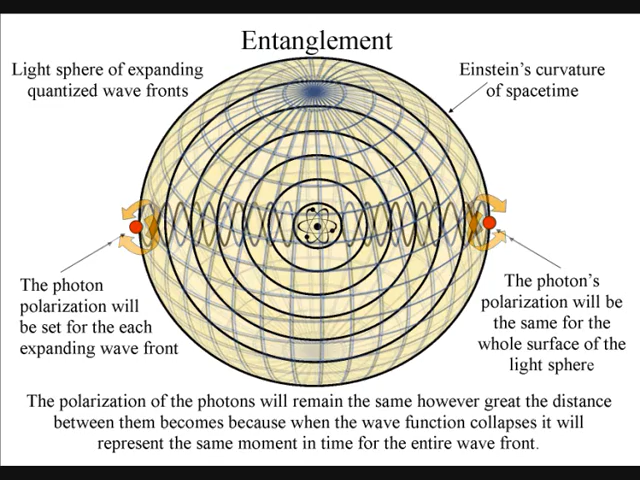 Entanglement
Light sphere of expanding
quantized wave fronts
Einstein's curvature
of spacetime
The photon
polarization will
be set for the each
expanding wave front
The photon's
polarization will be
the same for the
whole surface of the
light sphere
The polarization of the photons will remain the same however great the distance
between them becomes because when the wave function collapses it will
represent the same moment in time for the entire wave front.